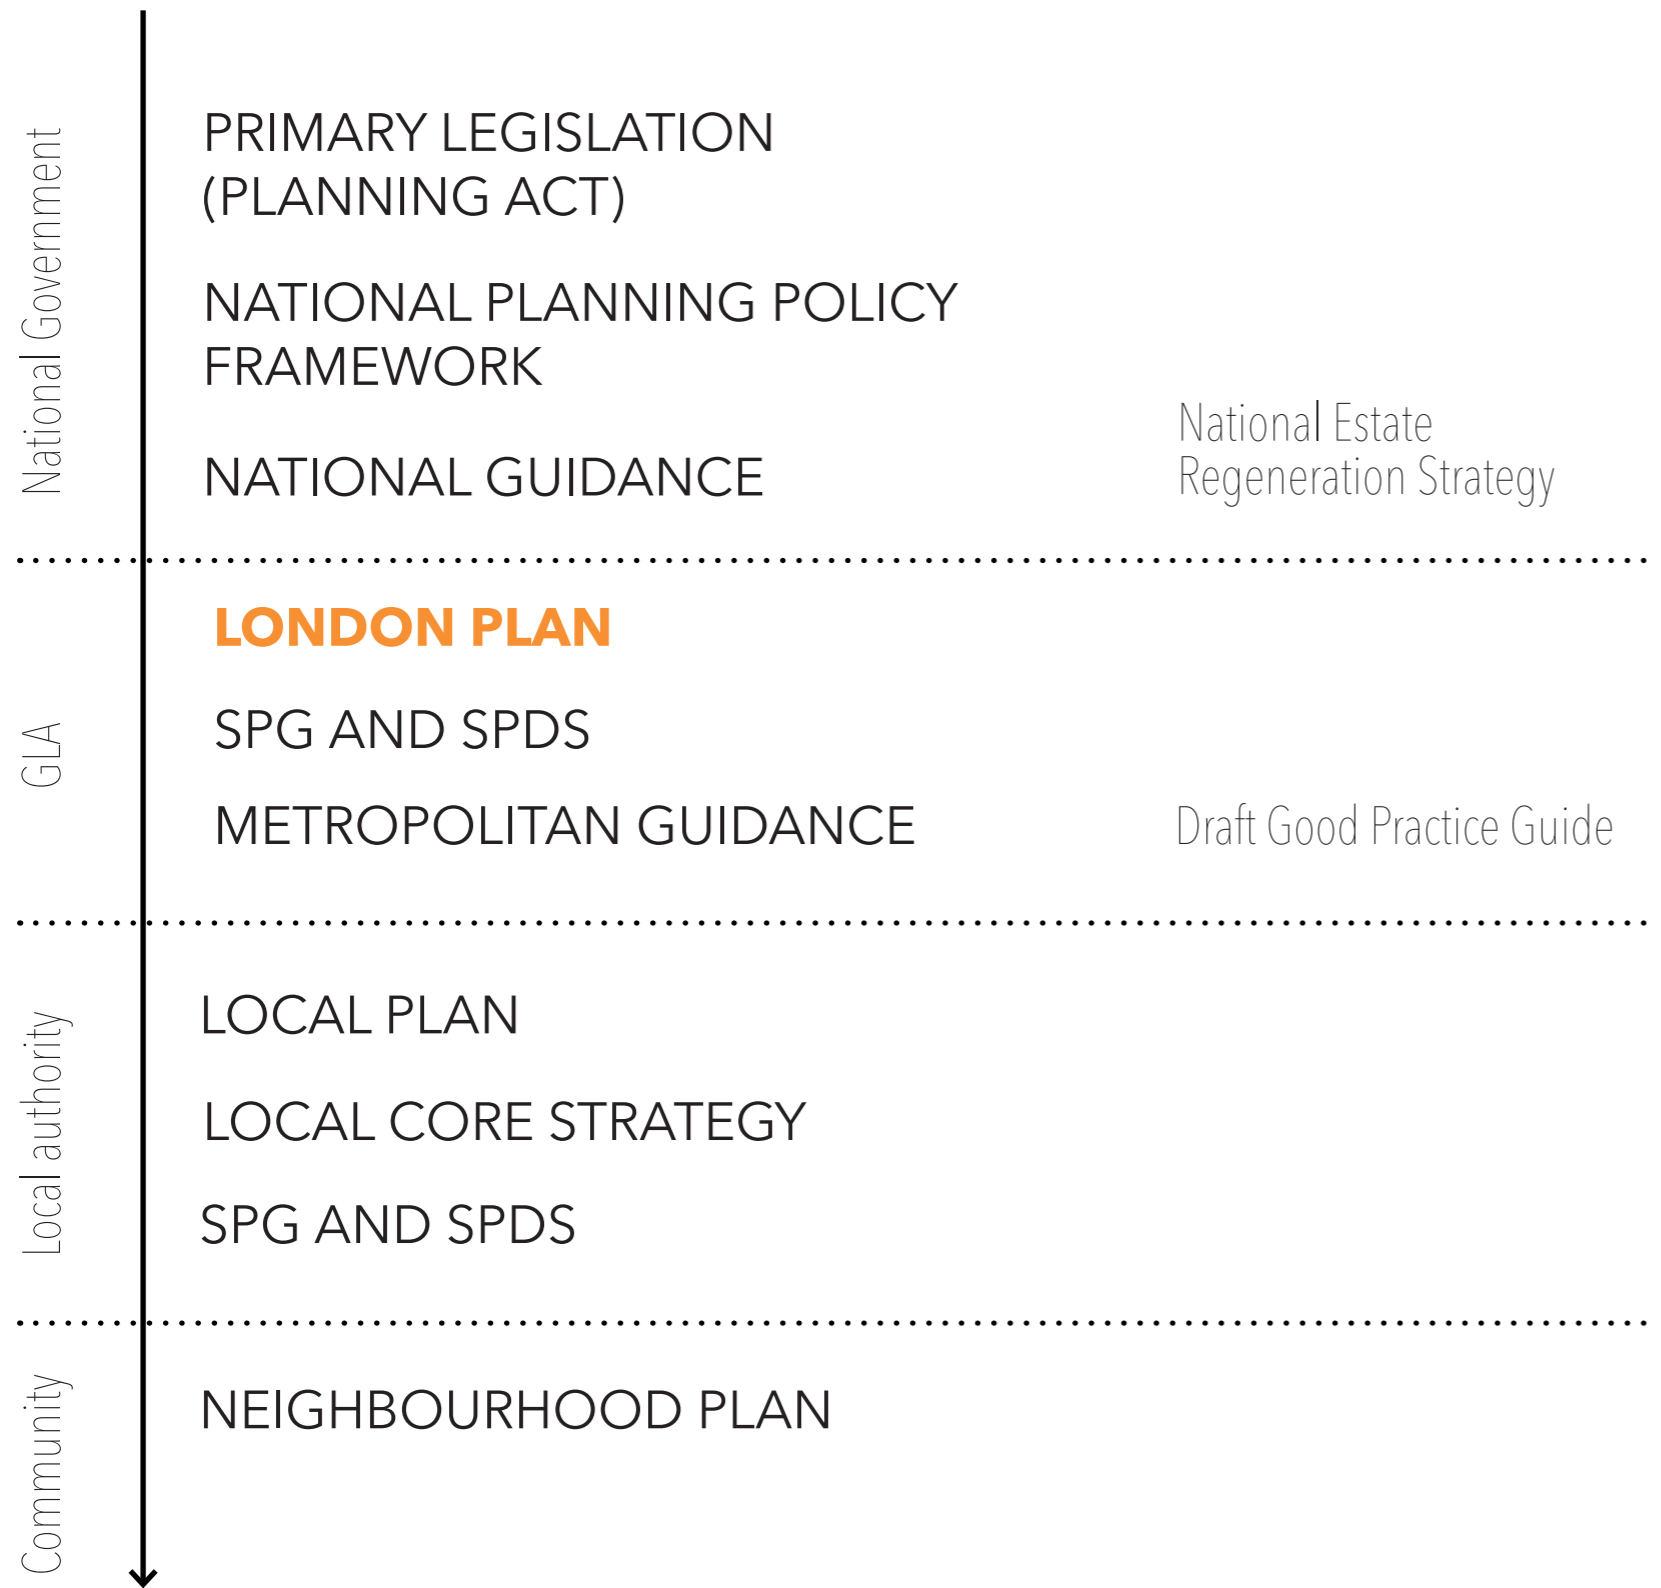 National Government
PRIMARY LEGISLATION
(PLANNING ACT)
NATIONAL PLANNING POLICY
FRAMEWORK
NATIONAL GUIDANCE
National Estate
Regeneration Strategy
GLA
LONDON PLAN
SPG AND SPDS
METROPOLITAN GUIDANCE
Draft Good Practice Guide
Local authority
LOCAL PLAN
LOCAL CORE STRATEGY
SPG AND SPDS
Community
NEIGHBOURHOOD PLAN